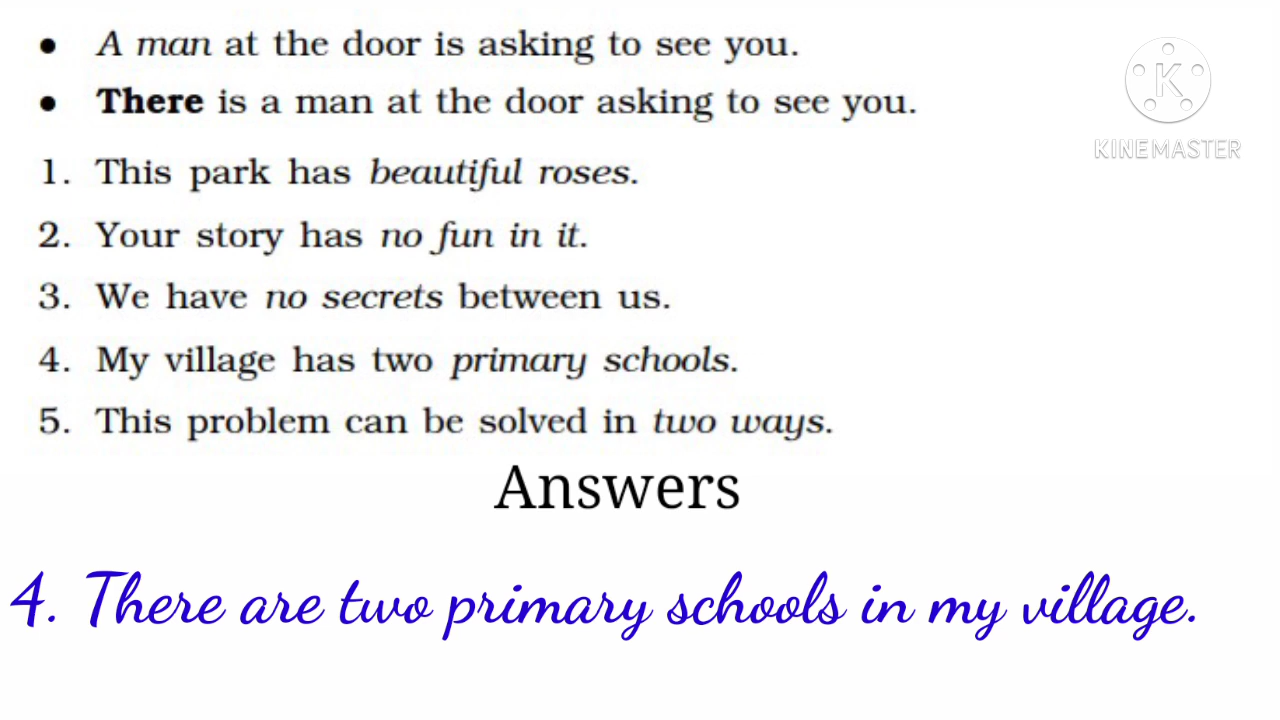 • A man at the door is asking to see you.
• There is a man at the door asking to see you.
K
KINEMASTER
1. This park has beautiful roses.
2. Your story has no fun in it.
3. We have no secrets between us.
4. My village has two primary schools.
5. This problem can be solved in two ways.
Answers
4. There are two primary schools in my village.